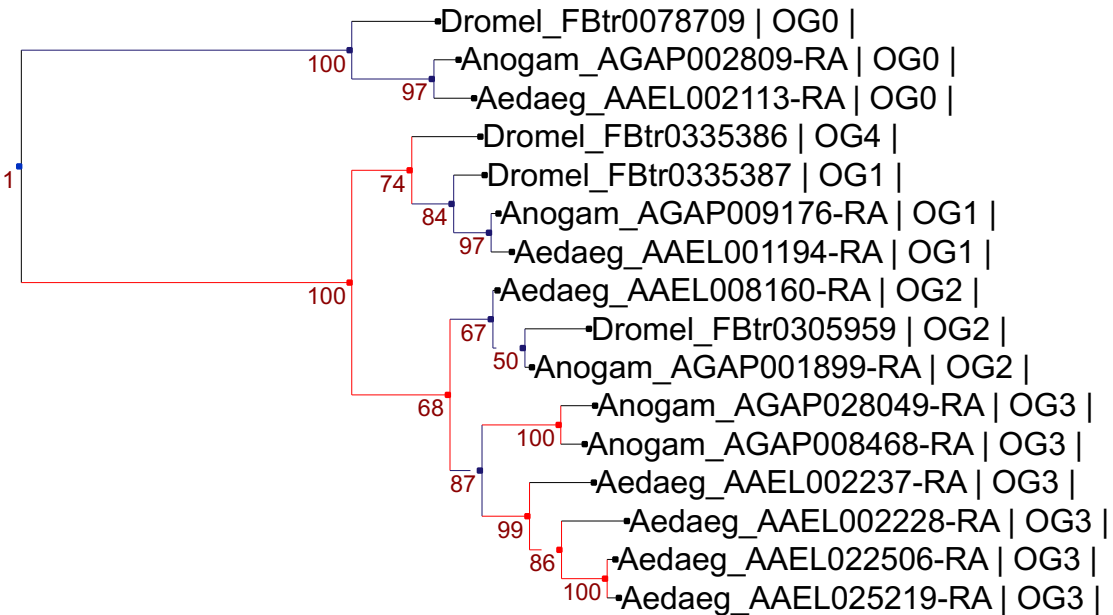 Dromel_FBtr0078709 | OG0 |
100
Anogam_AGAP002809-RA | OG0 |
97
Aedaeg_AAEL002113-RA | OG0 |
Dromel_FBtr0335386 | OG4 |
1
74
Dromel_FBtr0335387 | OG1 |
84
Anogam_AGAP009176-RA | OG1 |
97
Aedaeg_AAEL001194-RA | OG1 |
100
Aedaeg_AAEL008160-RA | OG2 |
67
Dromel_FBtr0305959 | OG2 |
50
Anogam_AGAP001899-RA | OG2 |
68
Anogam_AGAP028049-RA | OG3 |
100
Anogam_AGAP008468-RA | OG3 |
87
Aedaeg_AAEL002237-RA | OG3 |
99
Aedaeg_AAEL002228-RA | OG3 |
86
Aedaeg_AAEL022506-RA | OG3 |
100
Aedaeg_AAEL025219-RA | OG3 |